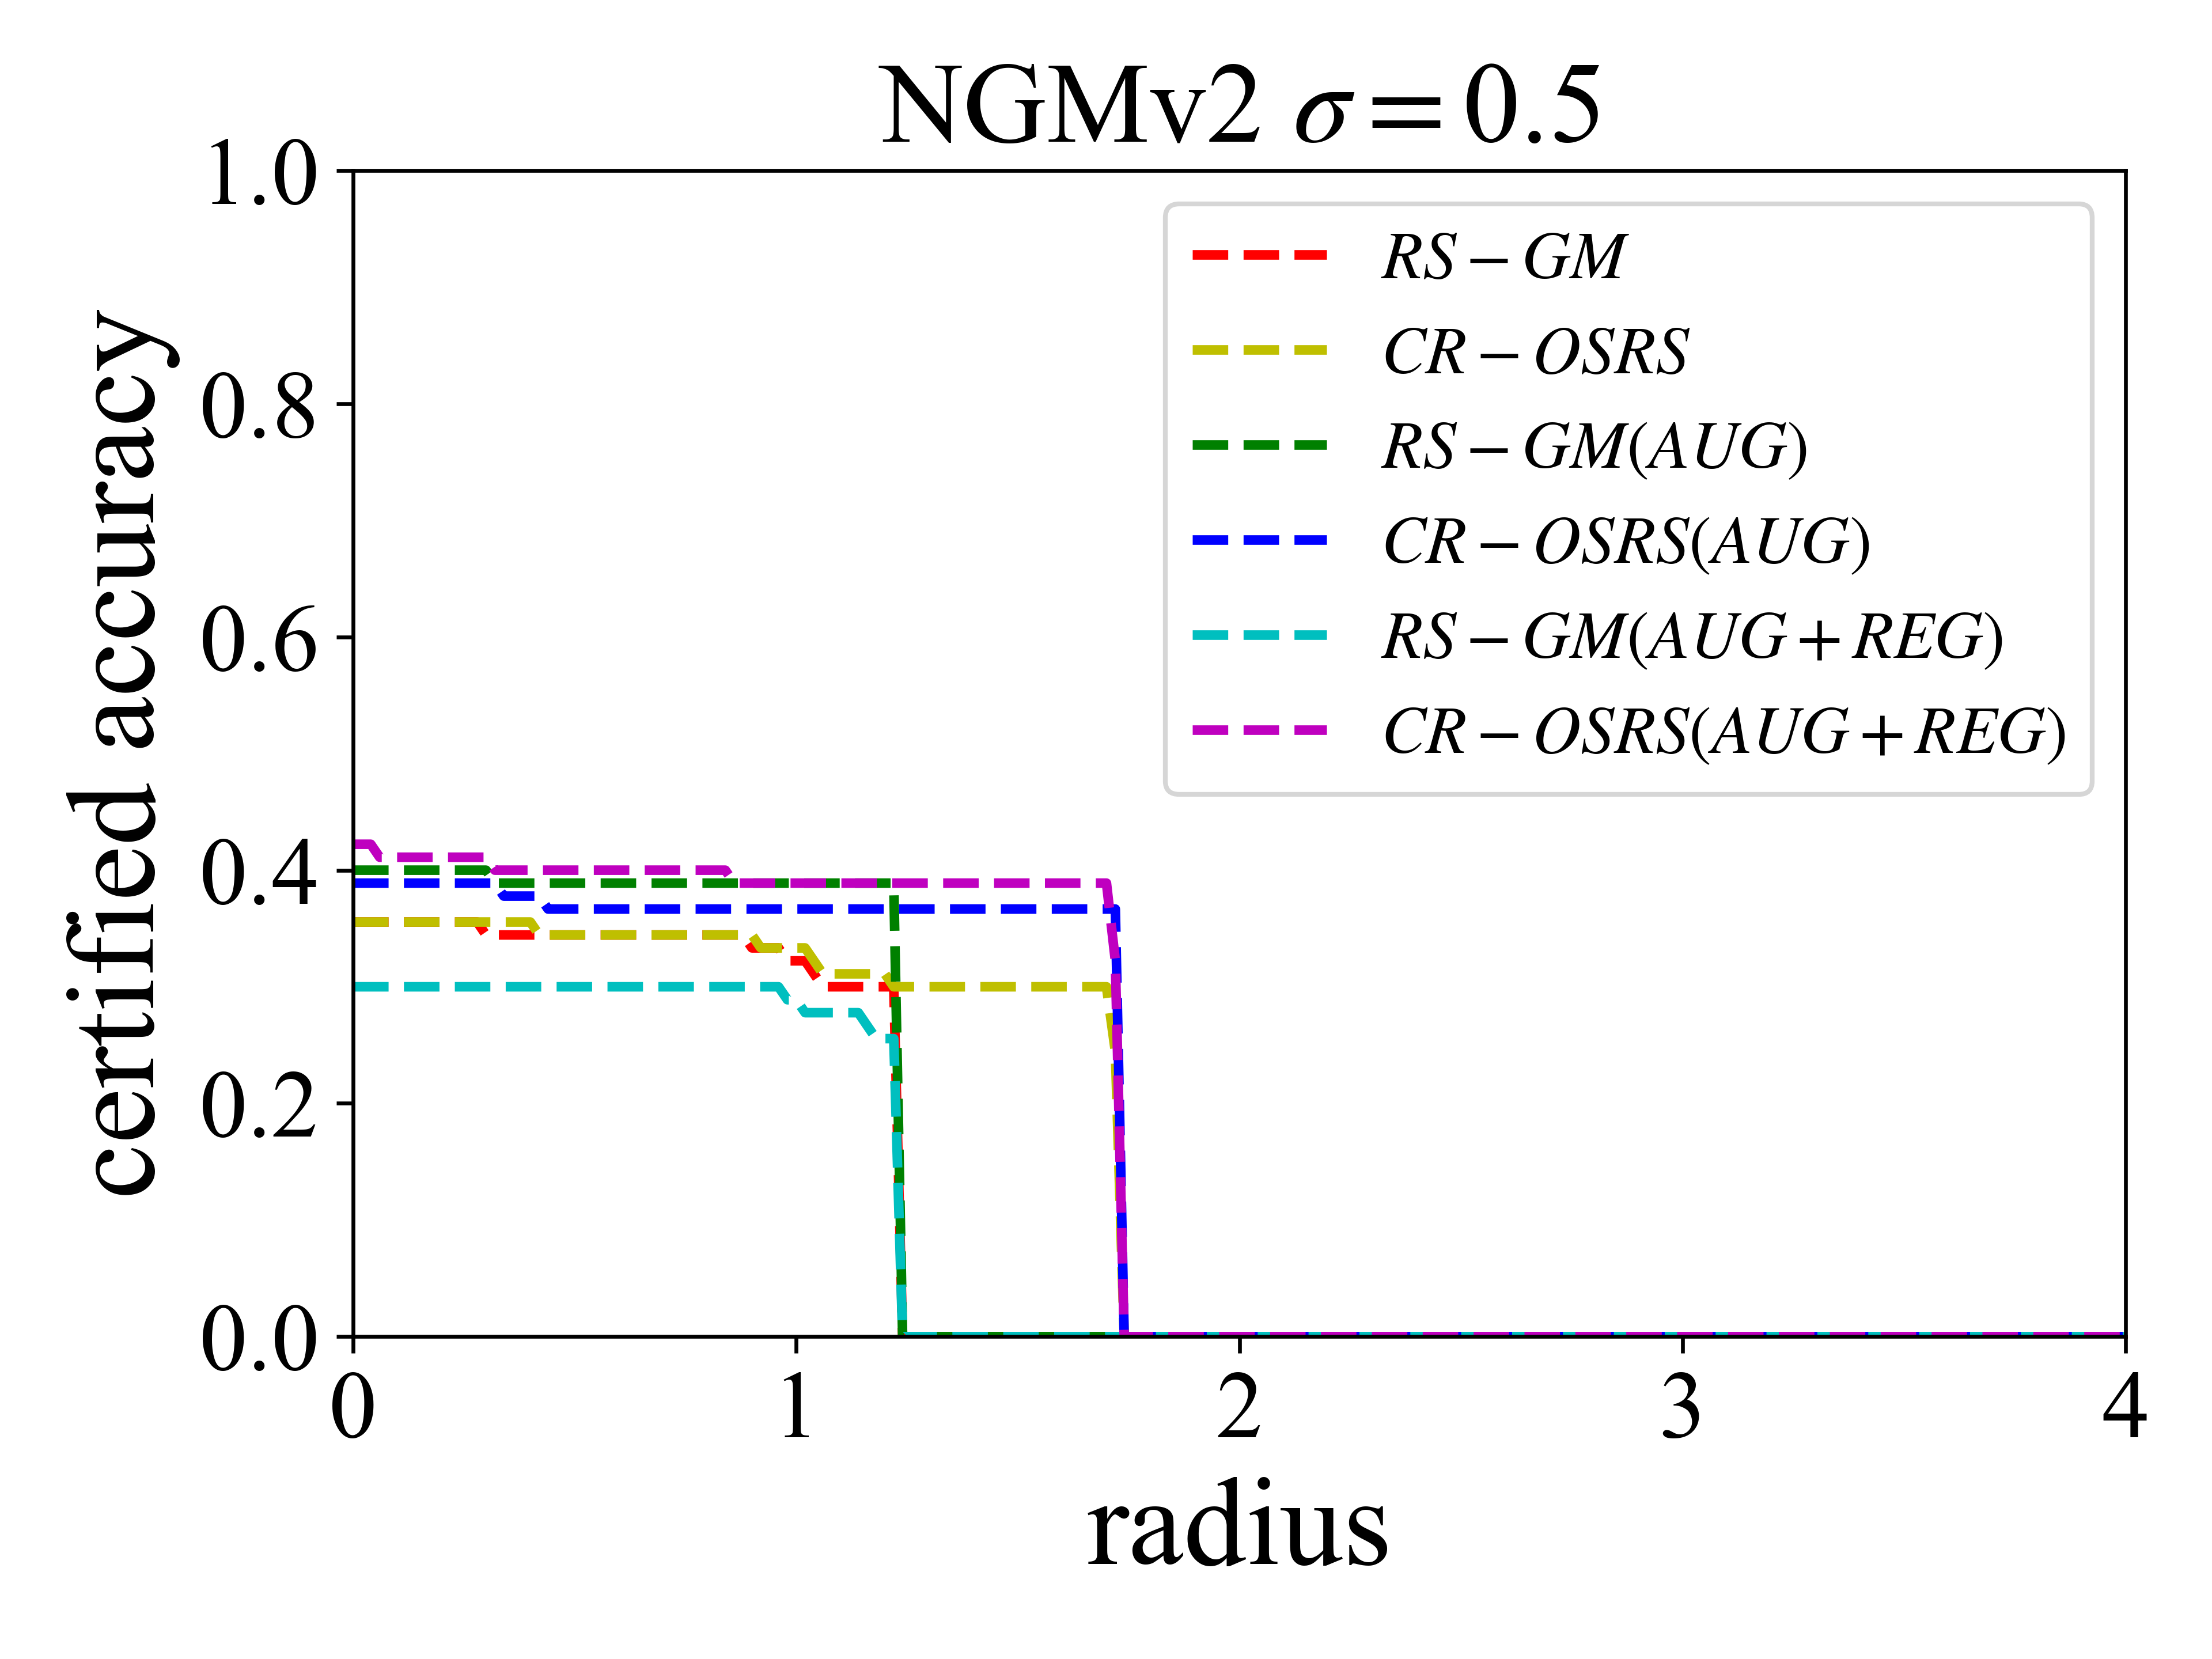 NGMv2 σ = 0.5
certified accuracy
1.0
0.8
0.6
0.4
0.2
0.0
RS − GM
CR − OSRS
RS − GM(AUG)
CR − OSRS(AUG)
RS − GM(AUG + REG)
CR − OSRS(AUG + REG)
0 1 2 3 4
radius